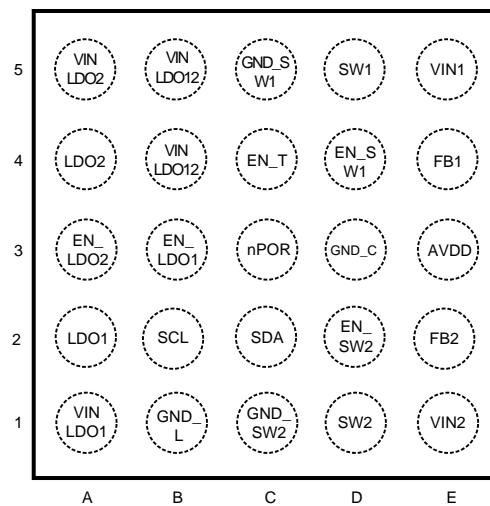 5
VIN
LDO2
VIN
LDO12
GND_S
W1
SW1
VIN1
4
LDO2
VIN
LDO12
EN_T
EN_S
W1
FB1
3
EN_
LDO2
EN_
LDO1
nPOR
GND_C
AVDD
2
LDO1
SCL
SDA
EN_
SW2
FB2
1
VIN
LDO1
GND_
L
GND_
SW2
SW2
VIN2
A B C D E